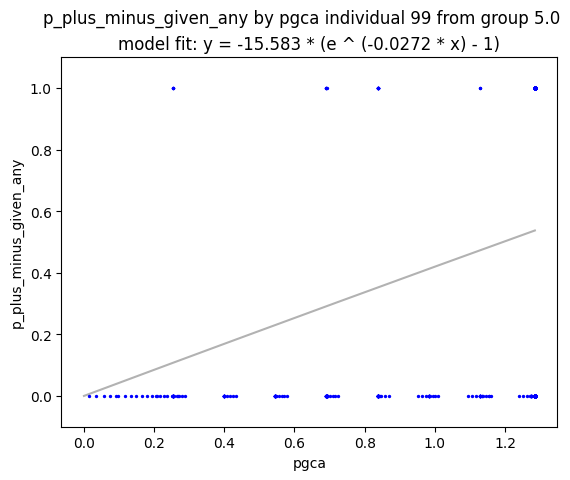 p_plus_minus_given_any by pgca individual 99 from group 5.0
model fit: y = -15.583 * (e ^ (-0.0272 * x) - 1)
1.0
0.8
0.6
0.4
0.2
0.0
p_plus_minus_given_any
0.0 0.2 0.4 0.6 0.8 1.0 1.2
pgca